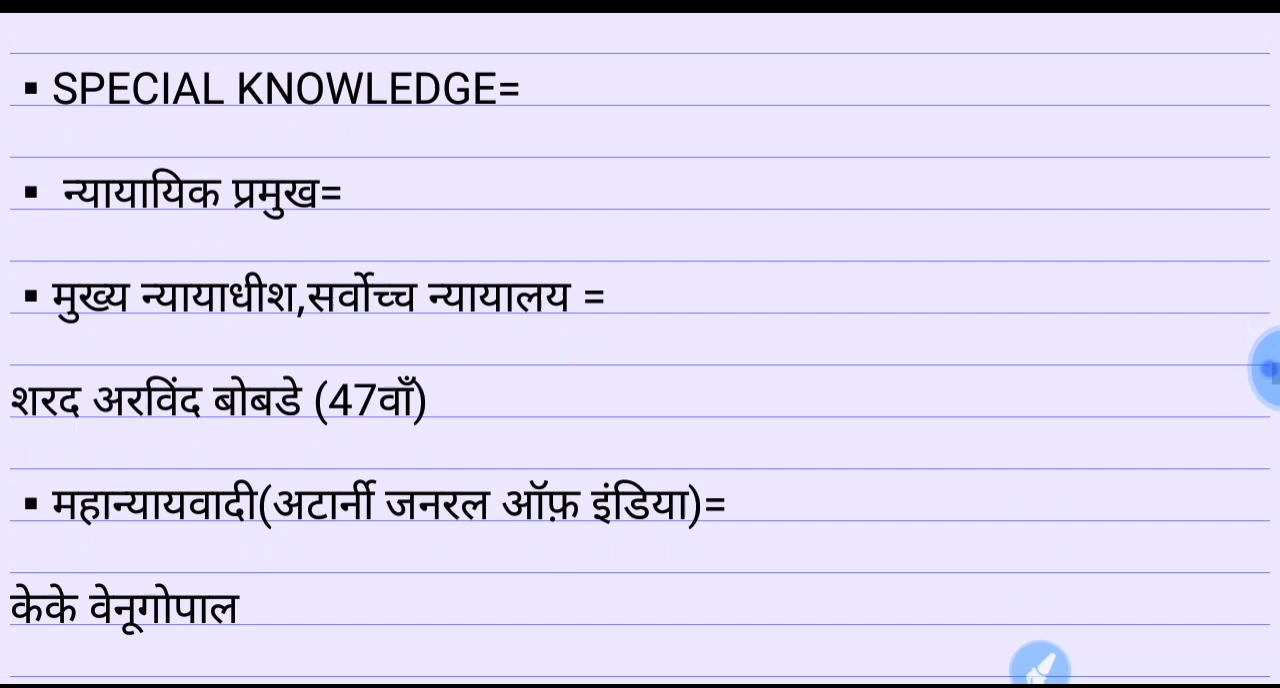 ▪ SPECIAL KNOWLEDGE=
▪ न्यायायिक प्रमुख=
▪ मुख्य न्यायाधीश,सर्वोच्च न्यायालय =
शरद अरविंद बोबडे (47वाँ)
▪ महान्यायवादी(अटार्नी जनरल ऑफ़ इंडिया)=
केके वेनूगोपाल